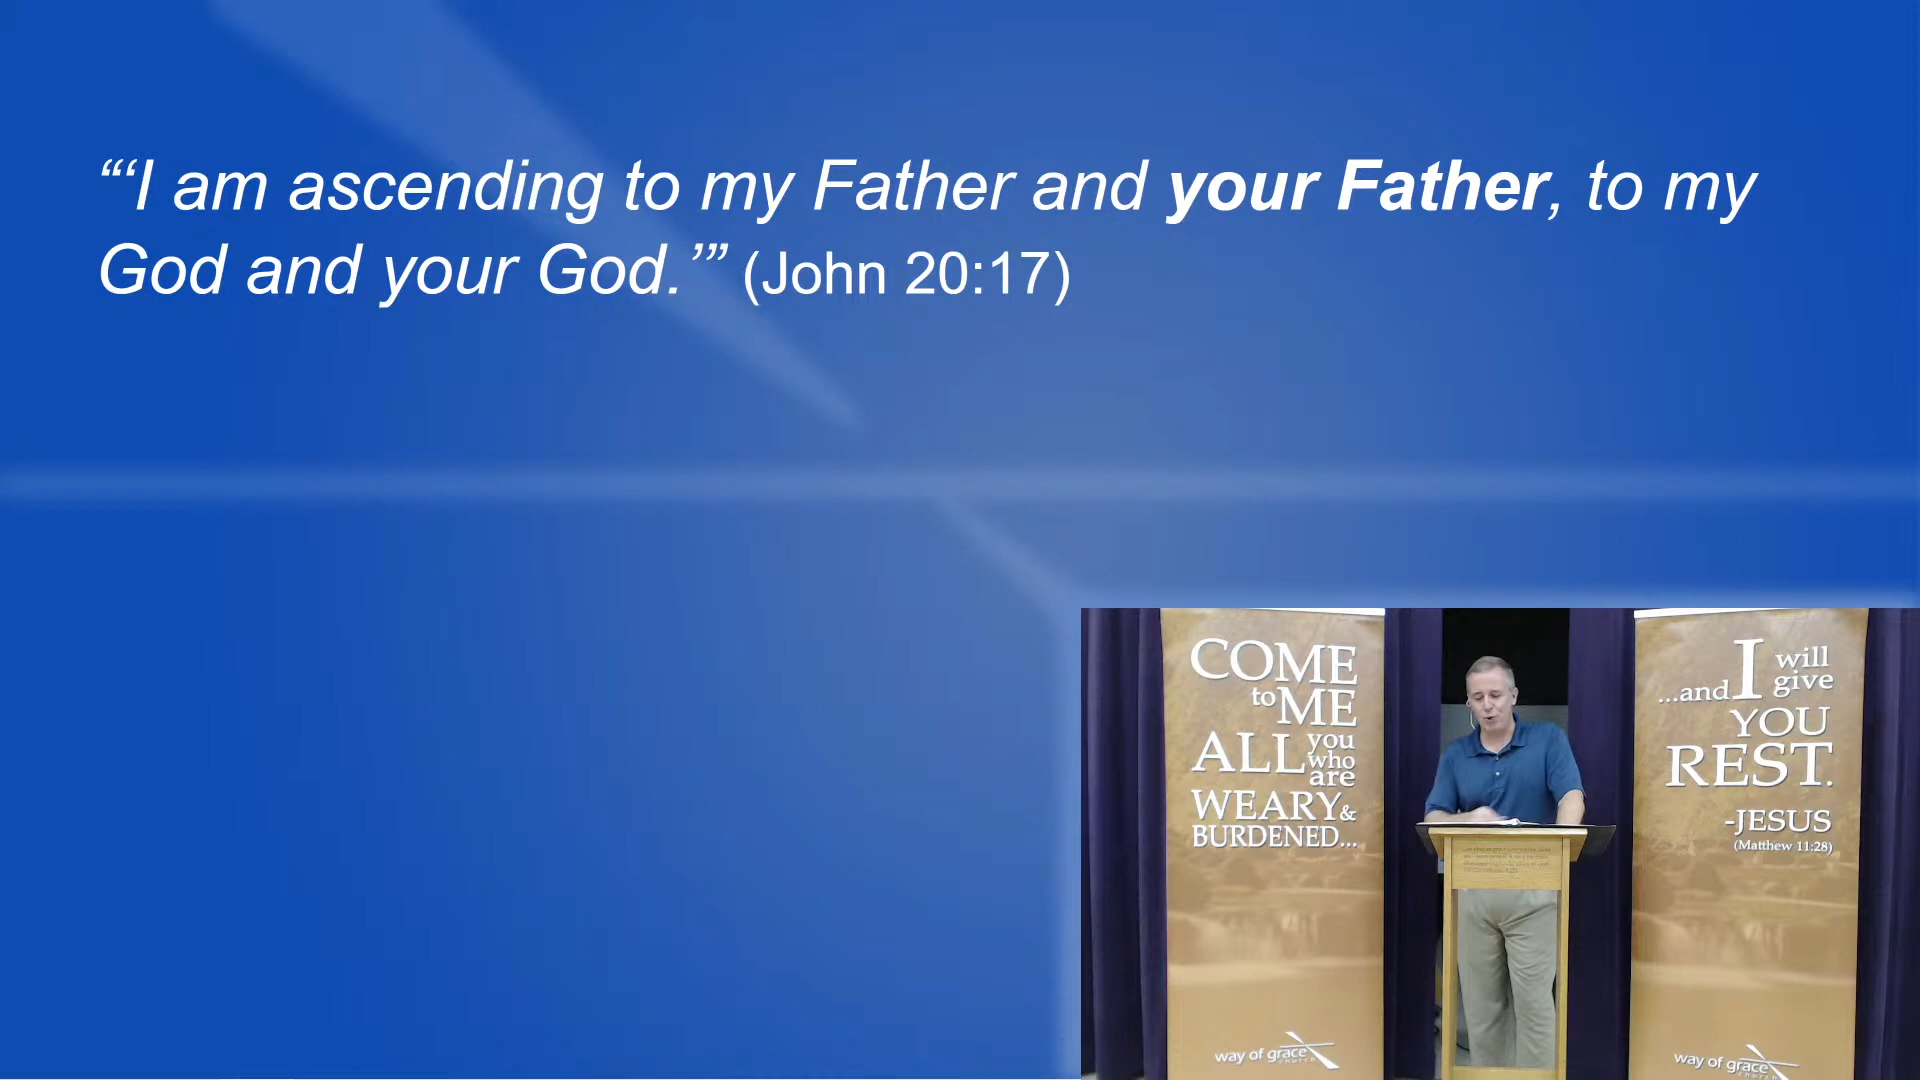 “‘I am ascending to my Father and your Father, to my
God and your God.’” (John 20:17)
COME
to ME
ALL you who are
WEARY &
BURDENED...
way of grace
church
...and I will give
YOU
REST.
-JESUS
(Matthew 11:28)
way of grace
church